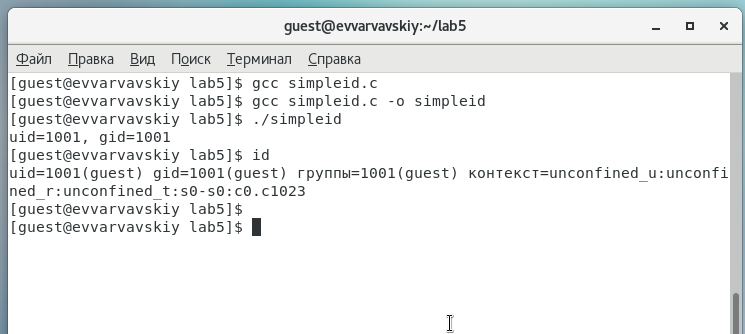 guest@evvarvavskiy:~/lab5
Файл Правка Вид Поиск Терминал Справка
[guest@evvarvavskiy lab5]$ gcc simpleid.c
[guest@evvarvavskiy lab5]$ gcc simpleid.c -o simpleid
[guest@evvarvavskiy lab5]$ ./simpleid
uid=1001, gid=1001
[guest@evvarvavskiy lab5]$ id
uid=1001(guest) gid=1001(guest) группы=1001(guest) контекст=unconfined_u:unconfi
ned_r:unconfined_t:s0-s0:c0.c1023
[guest@evvarvavskiy lab5]$
[guest@evvarvavskiy lab5]$